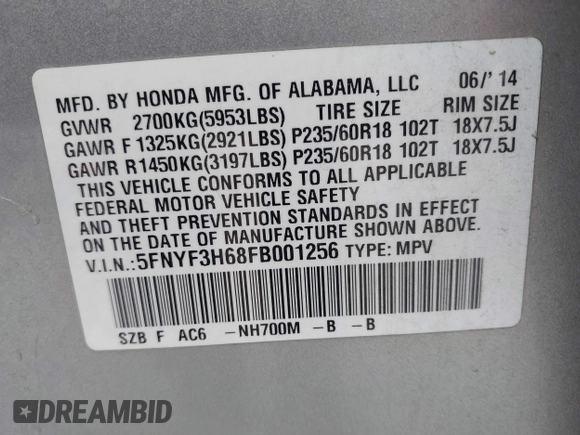 MFD. BY HONDA MFG. OF ALABAMA, LLC 06/'14
GVWR 2700KG(5953LBS) TIRE SIZE RIM SIZE
GAWR F 1325KG(2921LBS) P235/60R18 102T 18X7.5J
GAWR R1450KG(3197LBS) P235/60R18 102T 18X7.5J
THIS VEHICLE CONFORMS TO ALL APPLICABLE
FEDERAL MOTOR VEHICLE SAFETY
AND THEFT PREVENTION STANDARDS IN EFFECT
ON THE DATE OF MANUFACTURE SHOWN ABOVE.
V.I.N.:5FNYF3H68FB001256 TYPE: MPV
SZB F AC6 -NH700M -B -B
DREAMBID